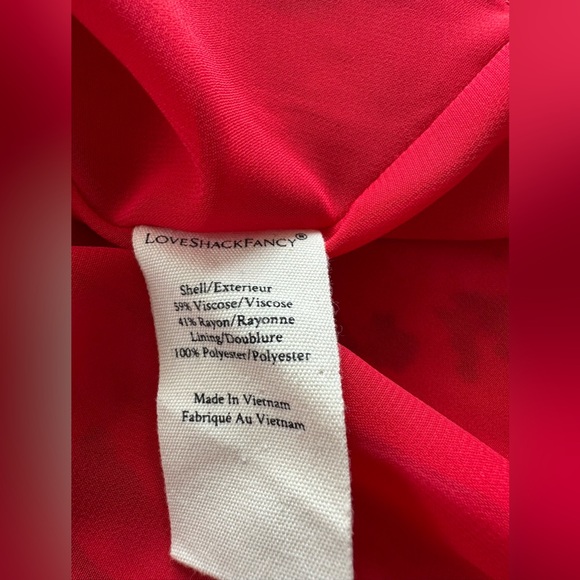 LOVESHACKFANCY®
Shell/Exterieur
59% Viscose/Viscose
41% Rayon/Rayonne
Lining/Doublure
100% Polyester/Polyester
Made In Vietnam
Fabriqué Au Vietnam